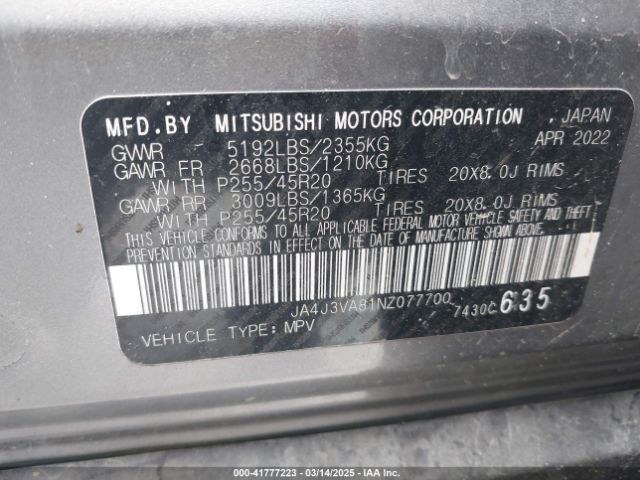 MFD.BY MITSUBISHI MOTORS CORPORATION, JAPAN
GVWR 5192LBS/2355KG APR 2022
GAWR FR 2668LBS/1210KG
WITH P255/45R20 TIRES 20X8.0J RIMS
GAWR RR 3009LBS/1365KG
WITH P255/45R20 TIRES 20X8.0J RIMS
THIS VEHICLE CONFORMS TO ALL APPLICABLE FEDERAL MOTOR VEHICLE SAFETY AND THEFT
PREVENTION STANDARDS IN EFFECT ON THE DATE OF MANUFACTURE SHOWN ABOVE.
JA4J3VA81NZ077700 7430C 635
VEHICLE TYPE: MPV
000-41777223 — 03/14/2025 — IAA Inc.